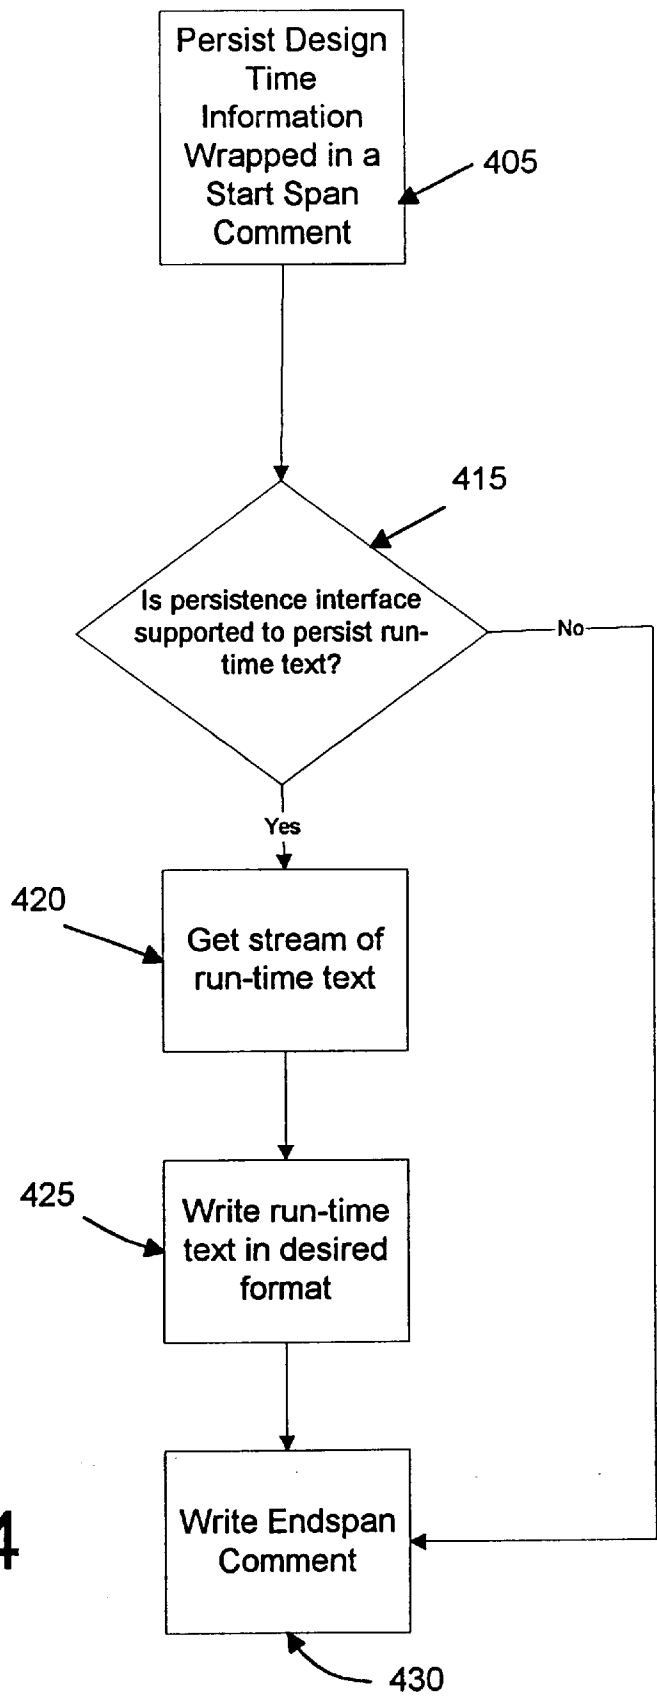 Persist Design
Time
Information
Wrapped in a
Start Span
Comment
405
415
Is persistence interface
supported to persist run-
time text?
No
Yes
420
Get stream of
run-time text
425
Write run-time
text in desired
format
Write Endspan
Comment
4
430